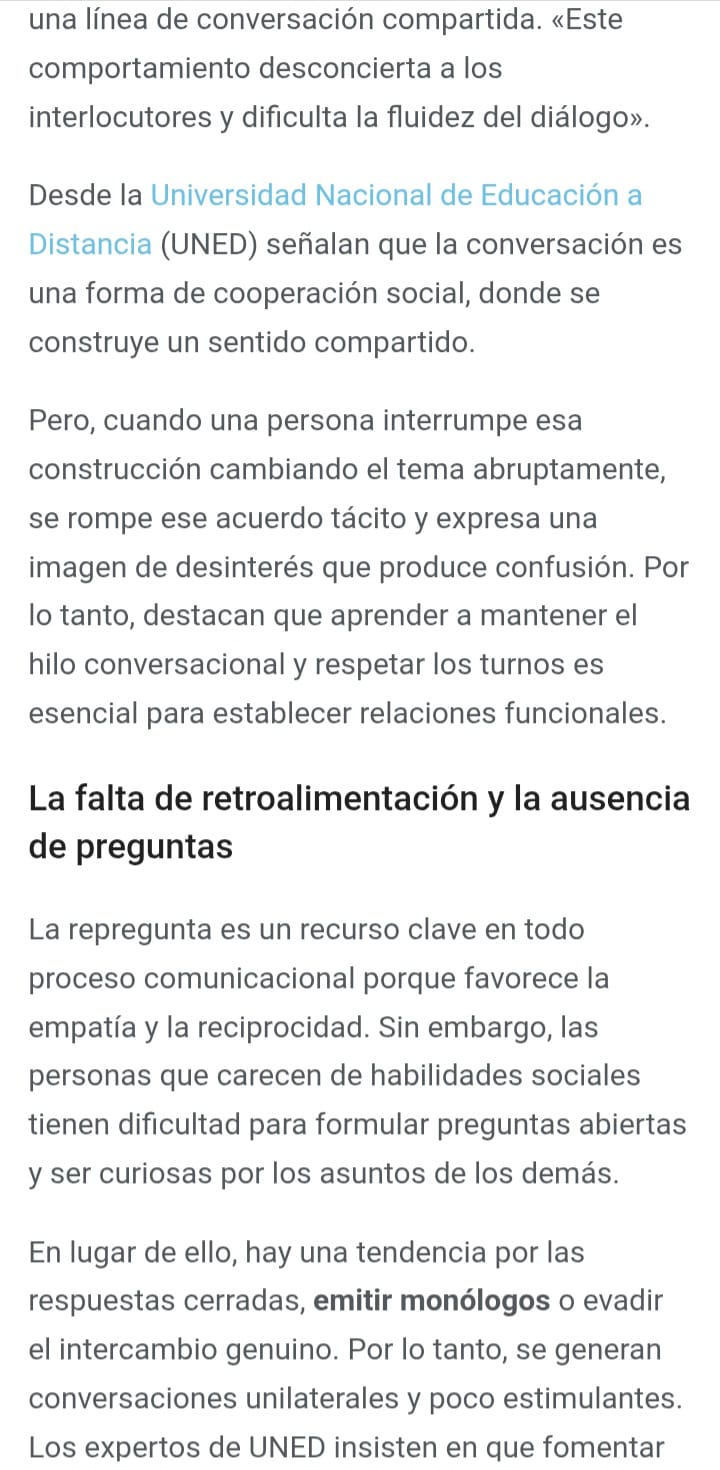 una línea de conversación compartida. «Este
comportamiento desconcierta a los
interlocutores y dificulta la fluidez del diálogo».
Desde la Universidad Nacional de Educación a
Distancia (UNED) señalan que la conversación es
una forma de cooperación social, donde se
construye un sentido compartido.
Pero, cuando una persona interrumpe esa
construcción cambiando el tema abruptamente,
se rompe ese acuerdo tácito y expresa una
imagen de desinterés que produce confusión. Por
lo tanto, destacan que aprender a mantener el
hilo conversacional y respetar los turnos es
esencial para establecer relaciones funcionales.
La falta de retroalimentación y la ausencia
de preguntas
La repregunta es un recurso clave en todo
proceso comunicacional porque favorece la
empatía y la reciprocidad. Sin embargo, las
personas que carecen de habilidades sociales
tienen dificultad para formular preguntas abiertas
y ser curiosas por los asuntos de los demás.
En lugar de ello, hay una tendencia por las
respuestas cerradas, emitir monólogos o evadir
el intercambio genuino. Por lo tanto, se generan
conversaciones unilaterales y poco estimulantes.
Los expertos de UNED insisten en que fomentar